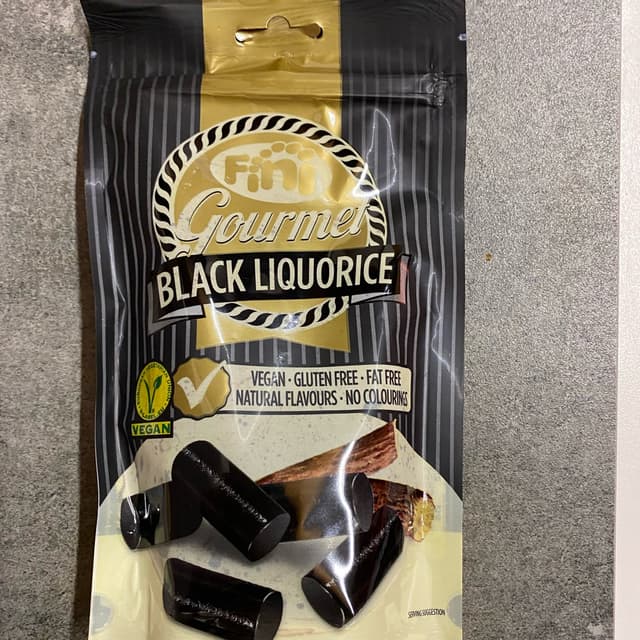 Fini
Gourmet
BLACK LIQUORICE
VEGAN · GLUTEN FREE · FAT FREE
NATURAL FLAVOURS · NO COLOURINGS
VEGAN
SERVING SUGGESTION